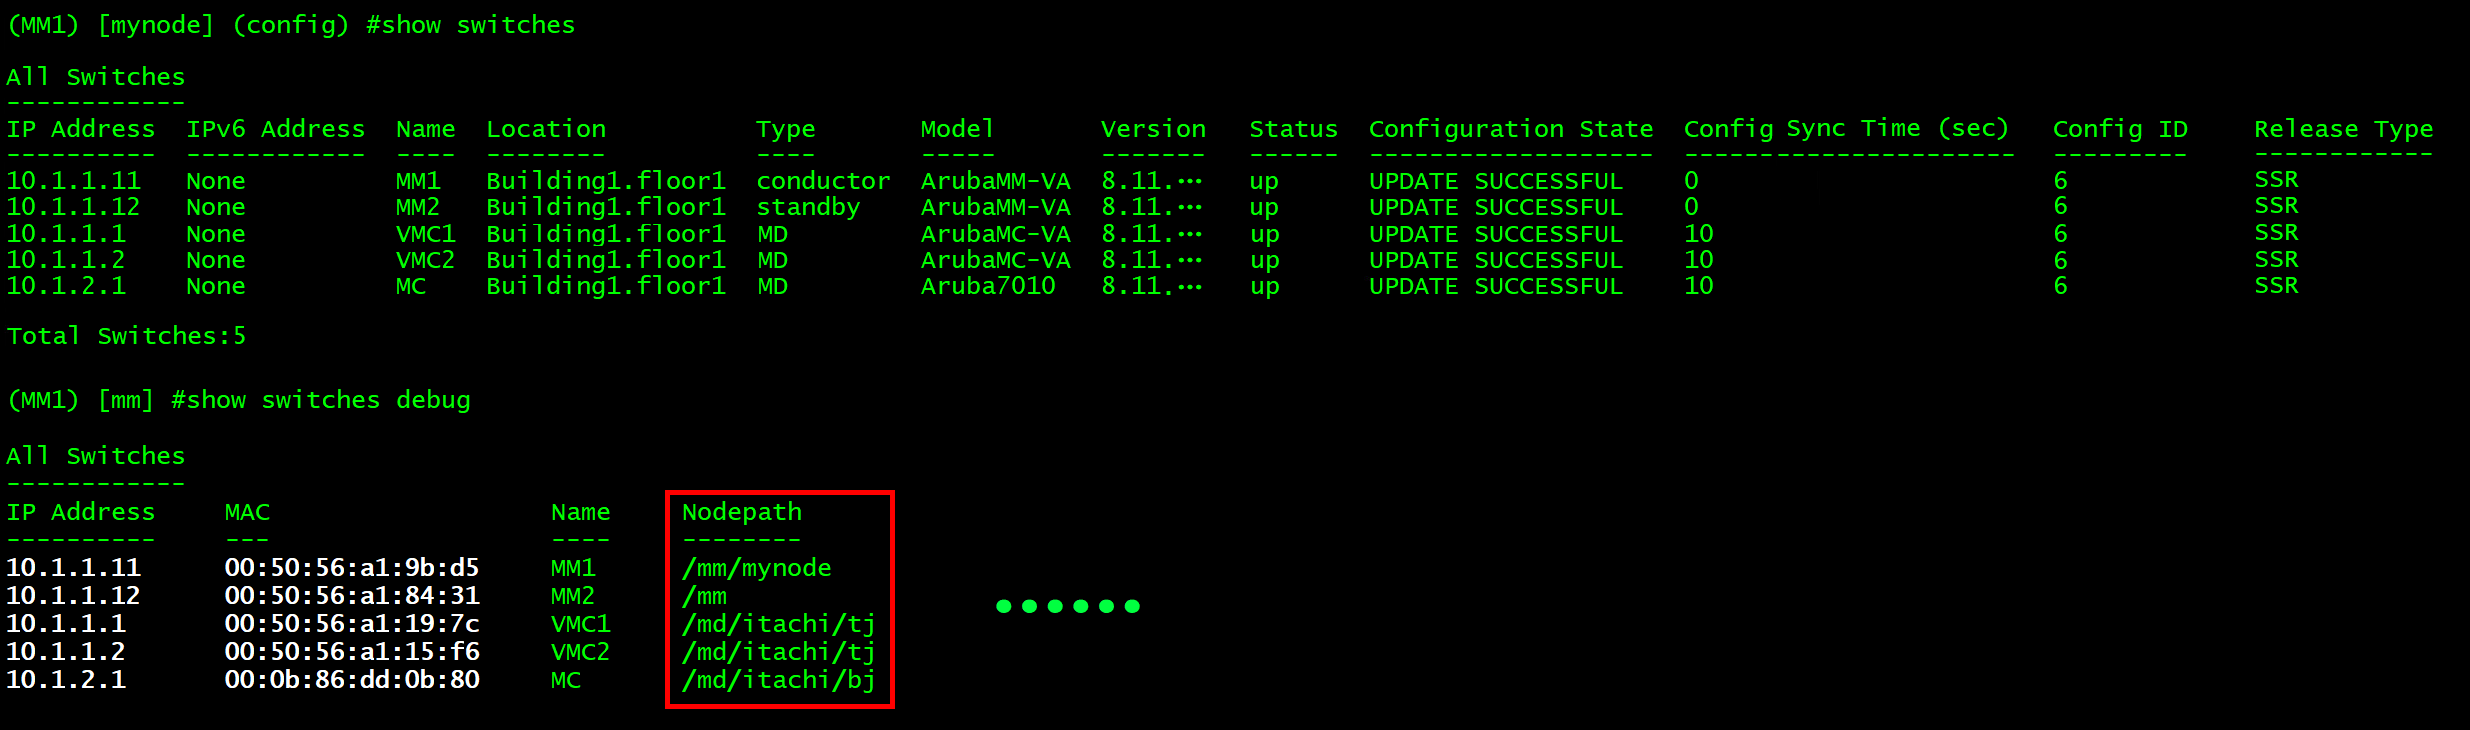 (MM1) [mynode] (config) #show switches
All Switches
------------
IP Address  IPv6 Address  Name  Location  Type  Model  Version  Status  Configuration State  Config Sync Time (sec)  Config ID  Release Type
----------  ------------  ----  --------  ----  -----  -------  ------  -------------------  ----------------------  ---------  ------------
10.1.1.11  None  MM1  Building1.floor1  conductor  ArubaMM-VA  8.11.···  up  UPDATE SUCCESSFUL  0  6  SSR
10.1.1.12  None  MM2  Building1.floor1  standby  ArubaMM-VA  8.11.···  up  UPDATE SUCCESSFUL  0  6  SSR
10.1.1.1  None  VMC1  Building1.floor1  MD  ArubaMC-VA  8.11.···  up  UPDATE SUCCESSFUL  10  6  SSR
10.1.1.2  None  VMC2  Building1.floor1  MD  ArubaMC-VA  8.11.···  up  UPDATE SUCCESSFUL  10  6  SSR
10.1.2.1  None  MC  Building1.floor1  MD  Aruba7010  8.11.···  up  UPDATE SUCCESSFUL  10  6  SSR
Total Switches:5
(MM1) [mm] #show switches debug
All Switches
------------
IP Address  MAC  Name  Nodepath
----------  ---  ----  --------
10.1.1.11  00:50:56:a1:9b:d5  MM1  /mm/mynode
10.1.1.12  00:50:56:a1:84:31  MM2  /mm ······
10.1.1.1  00:50:56:a1:19:7c  VMC1  /md/itachi/tj
10.1.1.2  00:50:56:a1:15:f6  VMC2  /md/itachi/tj
10.1.2.1  00:0b:86:dd:0b:80  MC  /md/itachi/bj